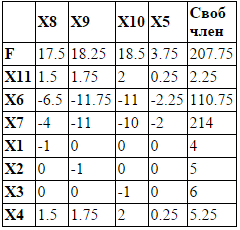 X8 X9 X10 X5 Своб член
F 17.5 18.25 18.5 3.75 207.75
X11 1.5 1.75 2 0.25 2.25
X6 -6.5 -11.75 -11 -2.25 110.75
X7 -4 -11 -10 -2 214
X1 -1 0 0 0 4
X2 0 -1 0 0 5
X3 0 0 -1 0 6
X4 1.5 1.75 2 0.25 5.25